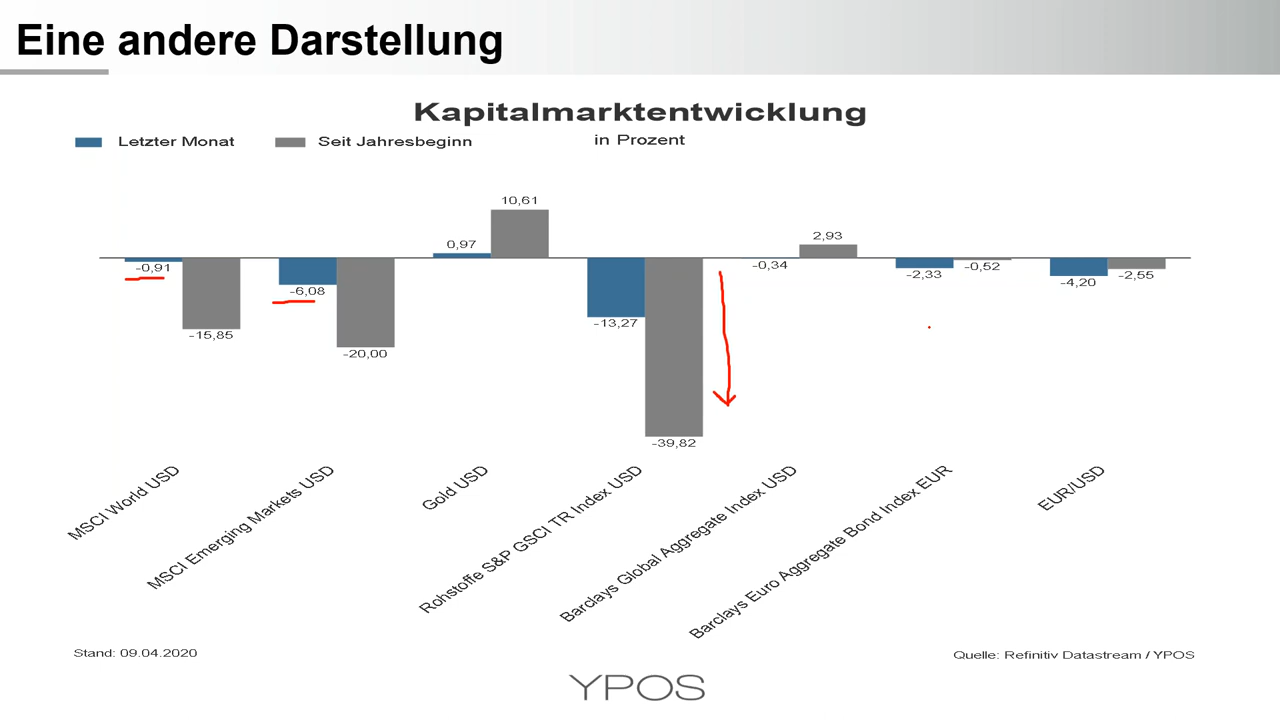 Eine andere Darstellung
Kapitalmarktentwicklung
in Prozent
Letzter Monat
Seit Jahresbeginn
-0,91
-15,85
-6,08
-20,00
0,97
10,61
-13,27
-39,82
-0,34
2,93
-2,33
-0,52
-4,20
-2,55
MSCI World USD
MSCI Emerging Markets USD
Gold USD
Rohstoffe S&P GSCI TR Index USD
Barclays Global Aggregate Index USD
Barclays Euro Aggregate Bond Index EUR
EUR/USD
Stand: 09.04.2020
Quelle: Refinitiv Datastream / YPOS
YPOS